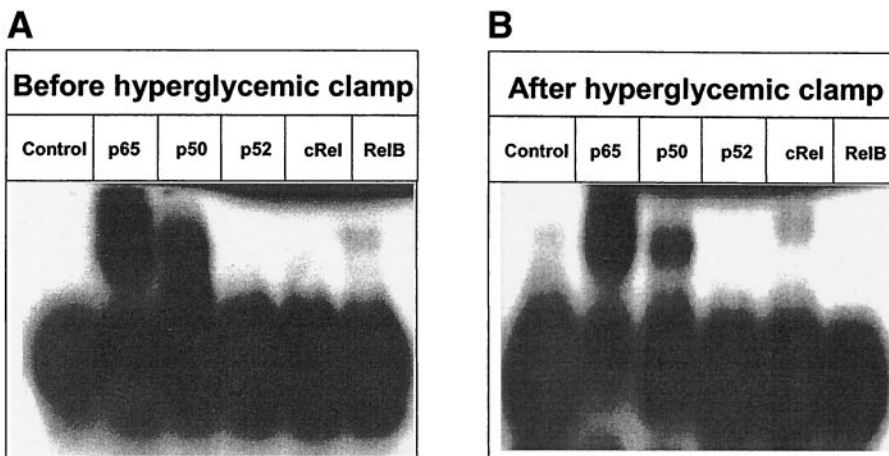 A
Before hyperglycemic clamp
Control p65 p50 p52 cRel RelB
B
After hyperglycemic clamp
Control p65 p50 p52 cRel RelB